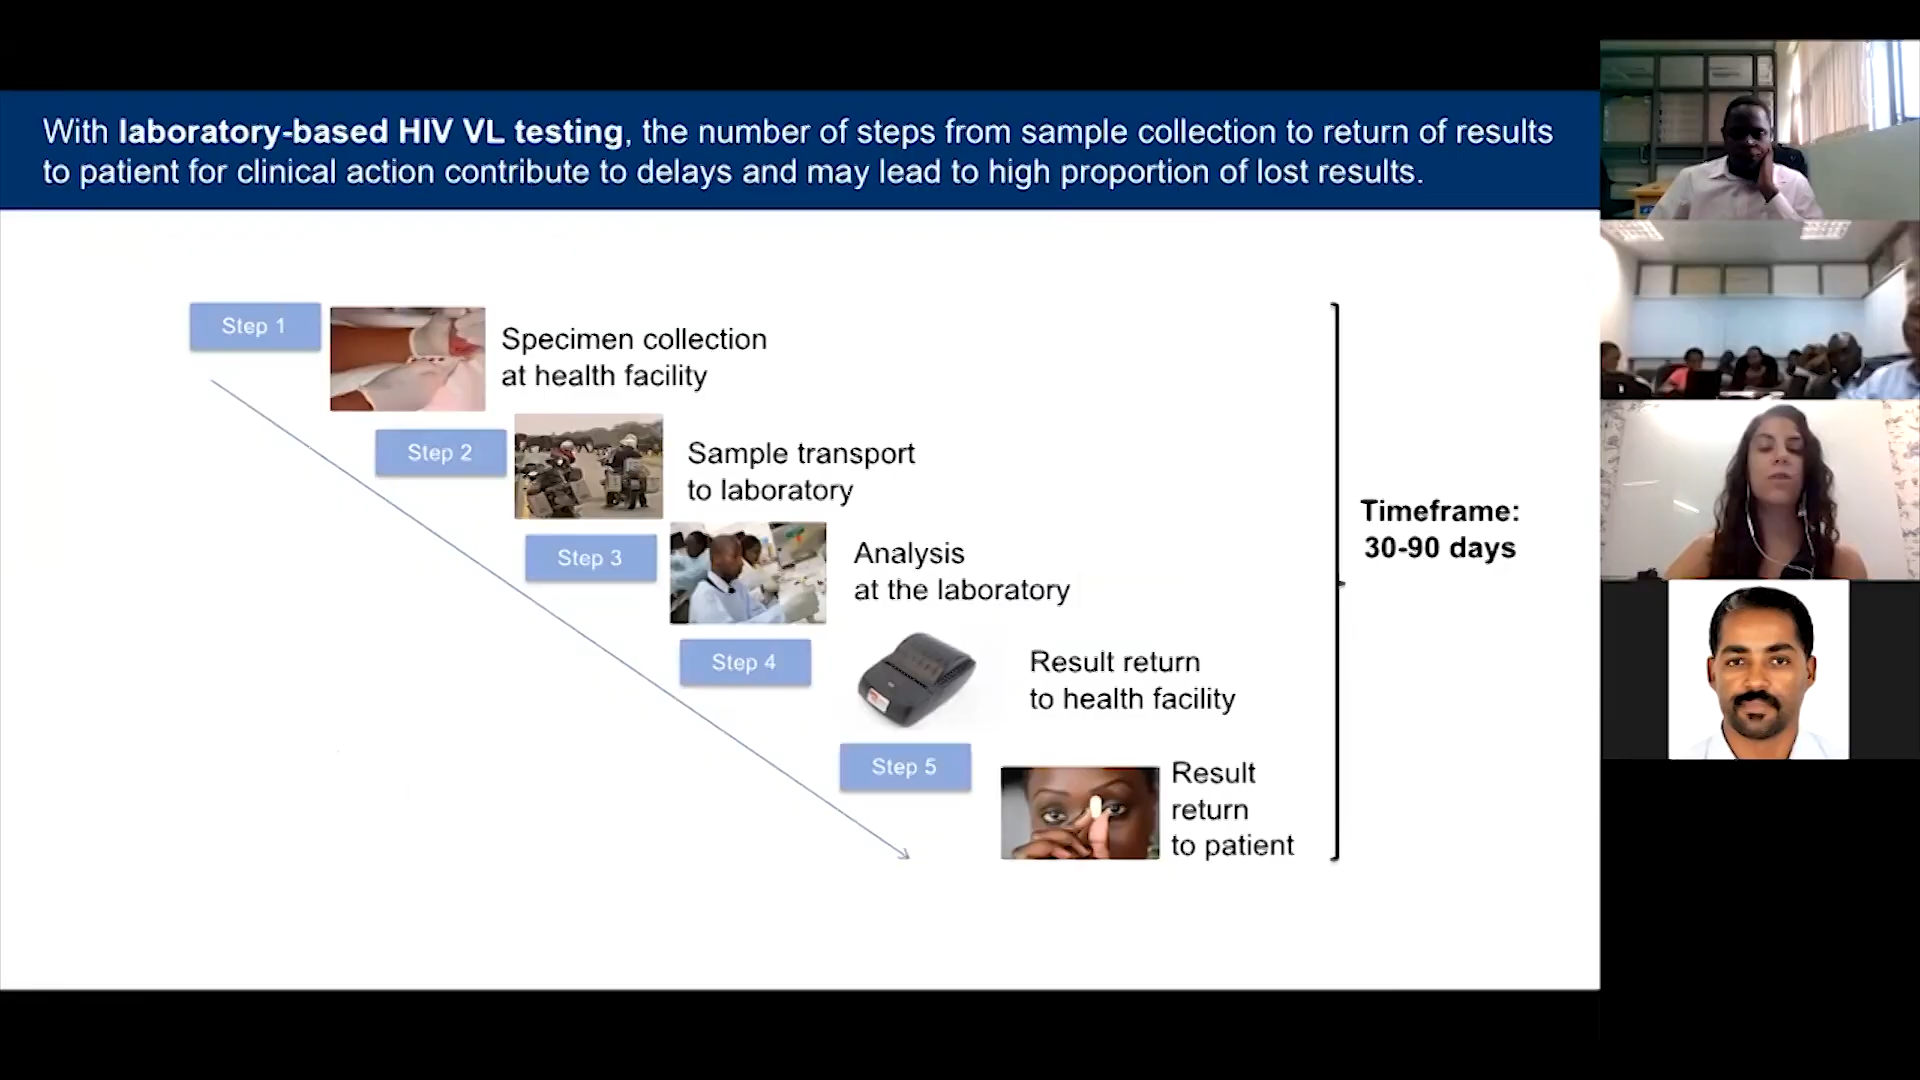 With laboratory-based HIV VL testing, the number of steps from sample collection to return of results
to patient for clinical action contribute to delays and may lead to high proportion of lost results.
Step 1
Specimen collection
at health facility
Step 2
Sample transport
to laboratory
Step 3
Analysis
at the laboratory
Step 4
Result return
to health facility
Step 5
Result
return
to patient
Timeframe:
30-90 days